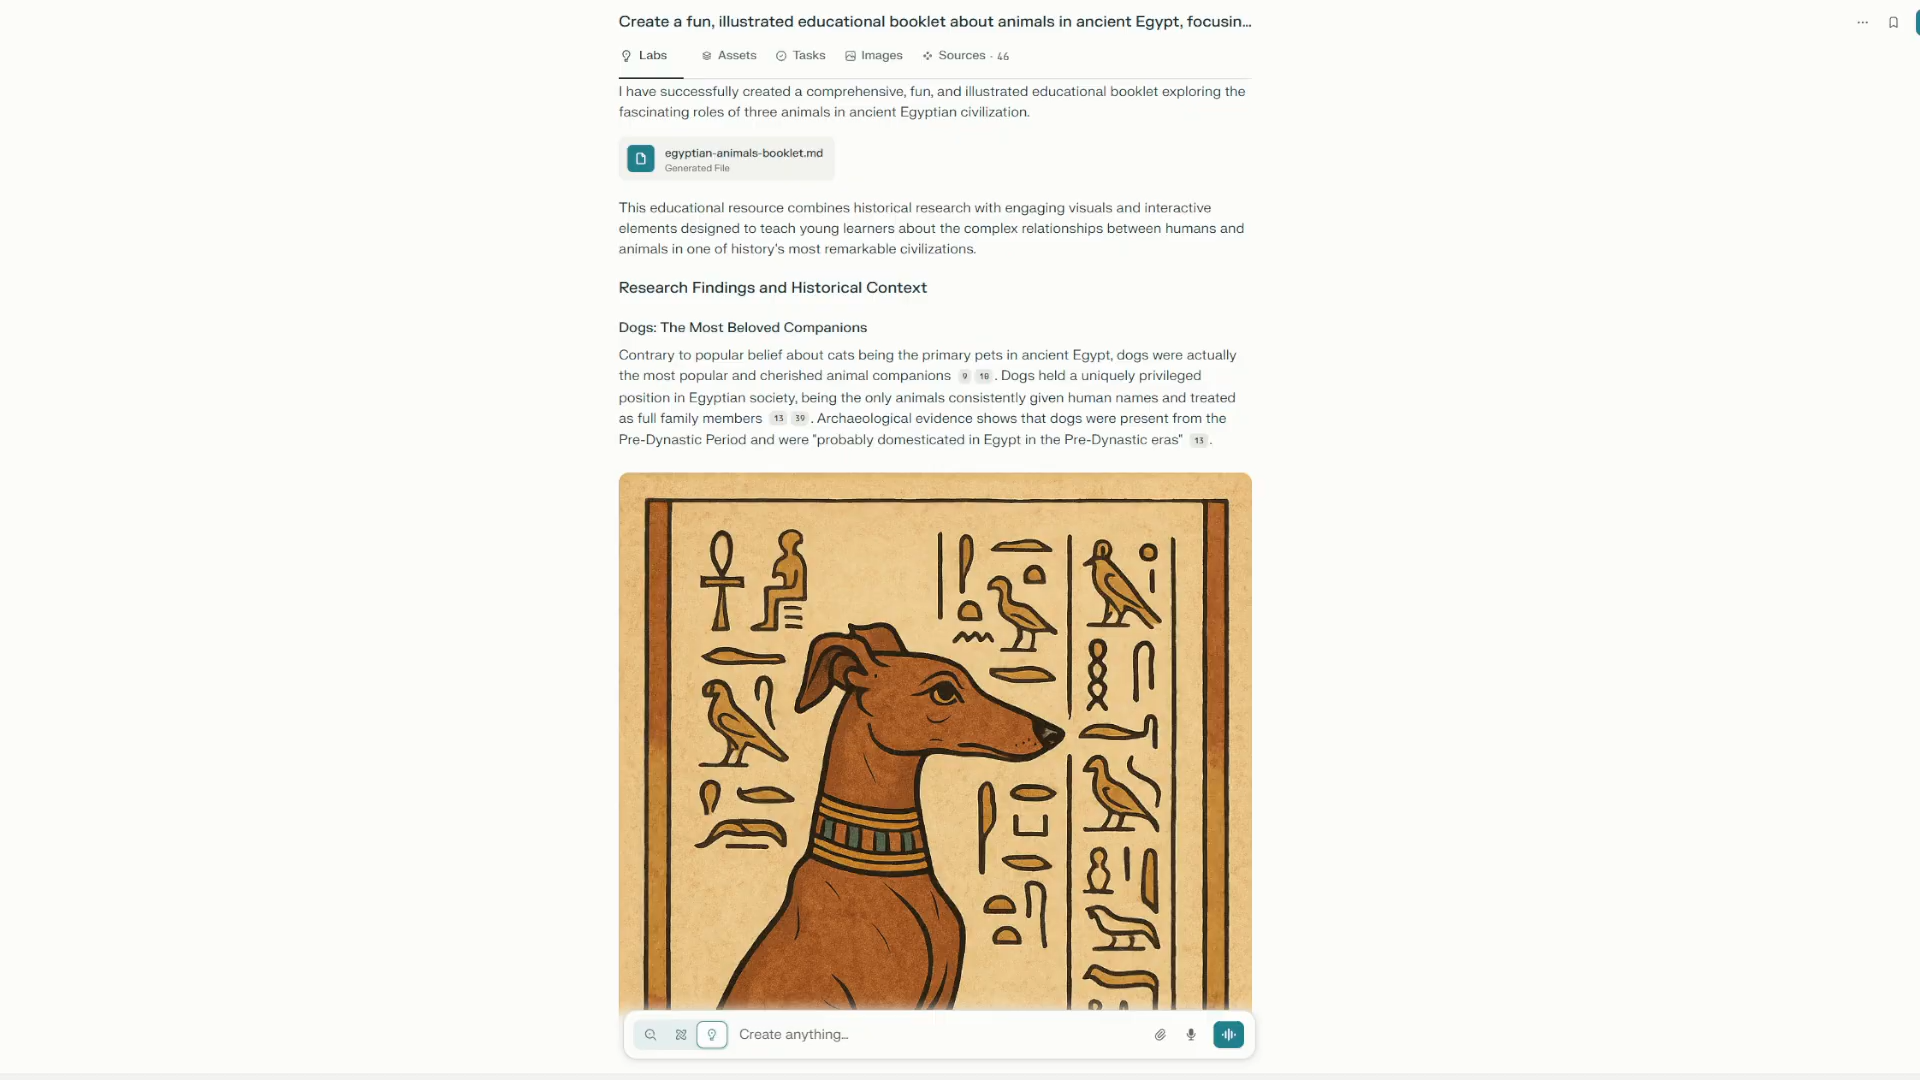 Create a fun, illustrated educational booklet about animals in ancient Egypt, focusin...
Labs
Assets
Tasks
Images
Sources · 46
I have successfully created a comprehensive, fun, and illustrated educational booklet exploring the
fascinating roles of three animals in ancient Egyptian civilization.
egyptian-animals-booklet.md
Generated File
This educational resource combines historical research with engaging visuals and interactive
elements designed to teach young learners about the complex relationships between humans and
animals in one of history's most remarkable civilizations.
Research Findings and Historical Context
Dogs: The Most Beloved Companions
Contrary to popular belief about cats being the primary pets in ancient Egypt, dogs were actually
the most popular and cherished animal companions 9 10 . Dogs held a uniquely privileged
position in Egyptian society, being the only animals consistently given human names and treated
as full family members 13 39 . Archaeological evidence shows that dogs were present from the
Pre-Dynastic Period and were "probably domesticated in Egypt in the Pre-Dynastic eras" 13 .
Create anything...